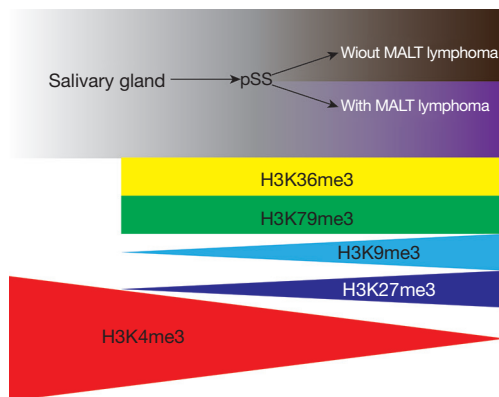 Wiout MALT lymphoma
Salivary gland
pSS
With MALT lymphoma
H3K36me3
H3K79me3
H3K9me3
H3K27me3
H3K4me3